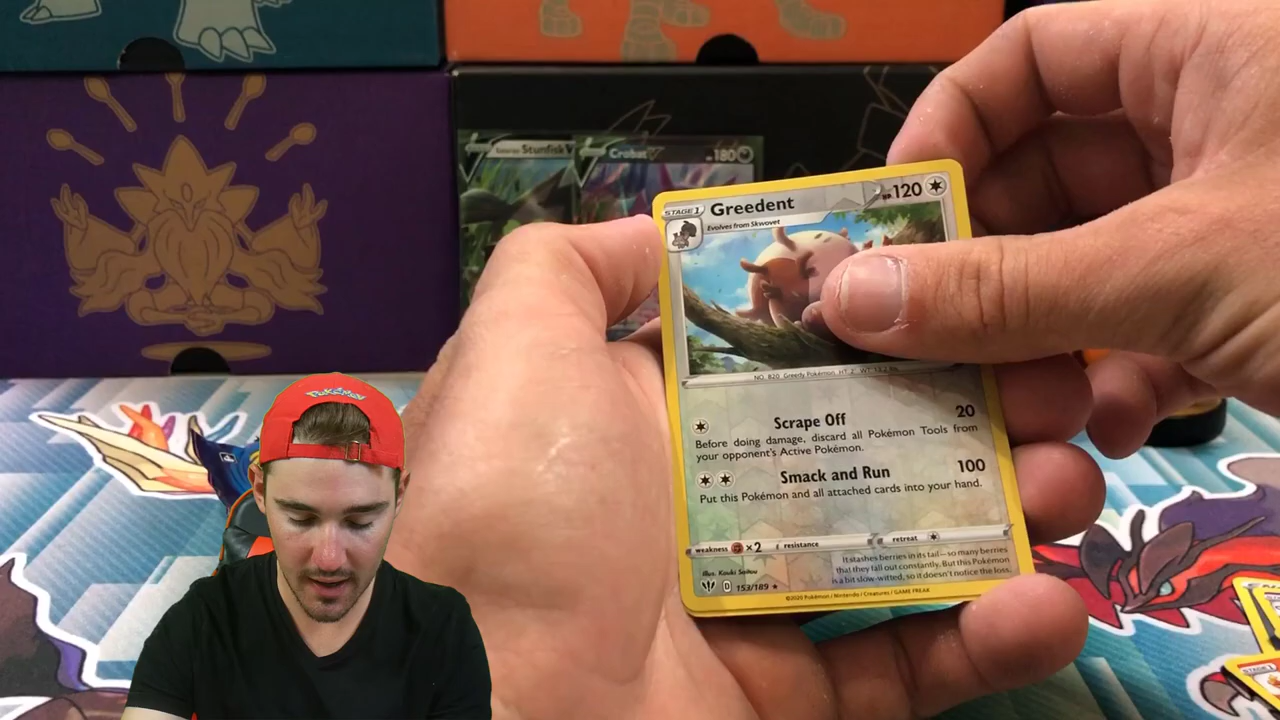 Galarian Stunfisk V
Crobat V
HP 180
STAGE 1
Greedent
HP 120
Evolves from Skwovet
NO. 820 Greedy Pokémon HT: 2'
Scrape Off 20
Before doing damage, discard all Pokémon Tools from
your opponent's Active Pokémon.
Smack and Run 100
Put this Pokémon and all attached cards into your hand.
weakness ×2 resistance retreat
It stashes berries in its tail—so many berries
that they fall out constantly. But this Pokémon
is a bit slow-witted, so it doesn't notice the loss.
Illus. Kouki Saitou
D 153/189 ★
©2020 Pokémon / Nintendo / Creatures / GAME FREAK
Pokémon
STAGE 1